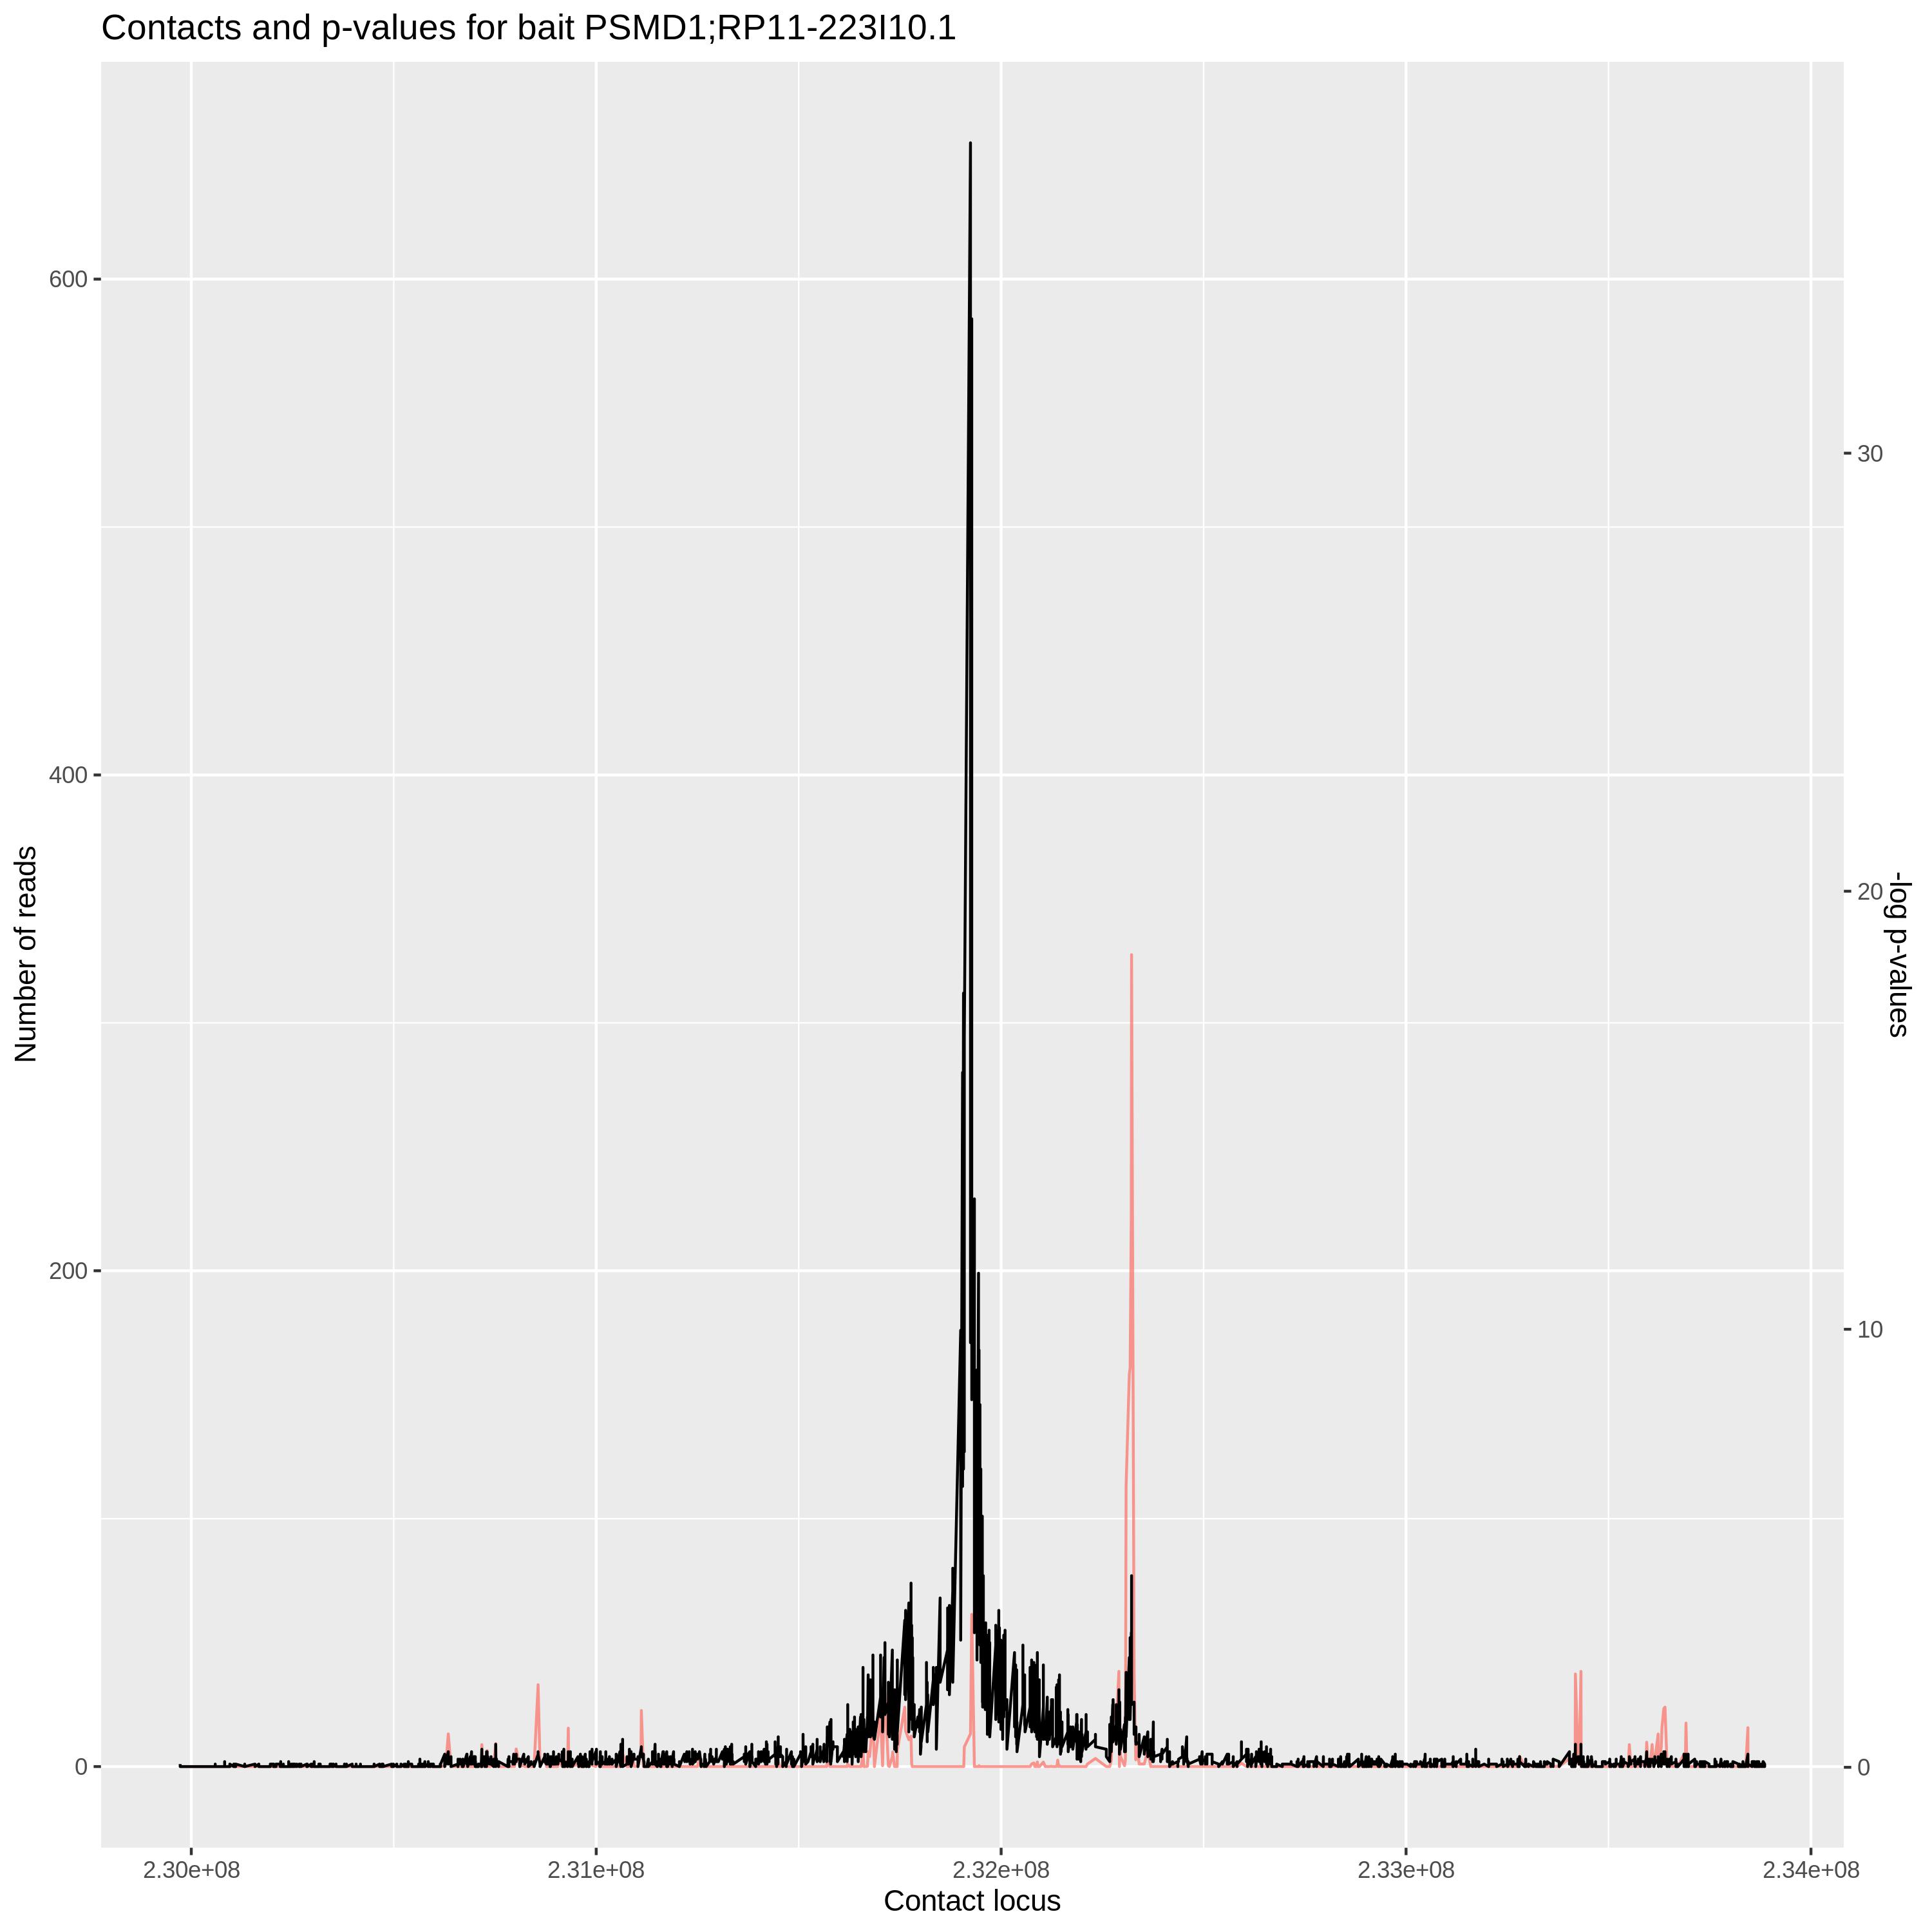 Contacts and p-values for bait PSMD1;RP11-223I10.1
600
400
200
0
Number of reads
30
20
10
0
-log p-values
2.30e+08
2.31e+08
2.32e+08
2.33e+08
2.34e+08
Contact locus